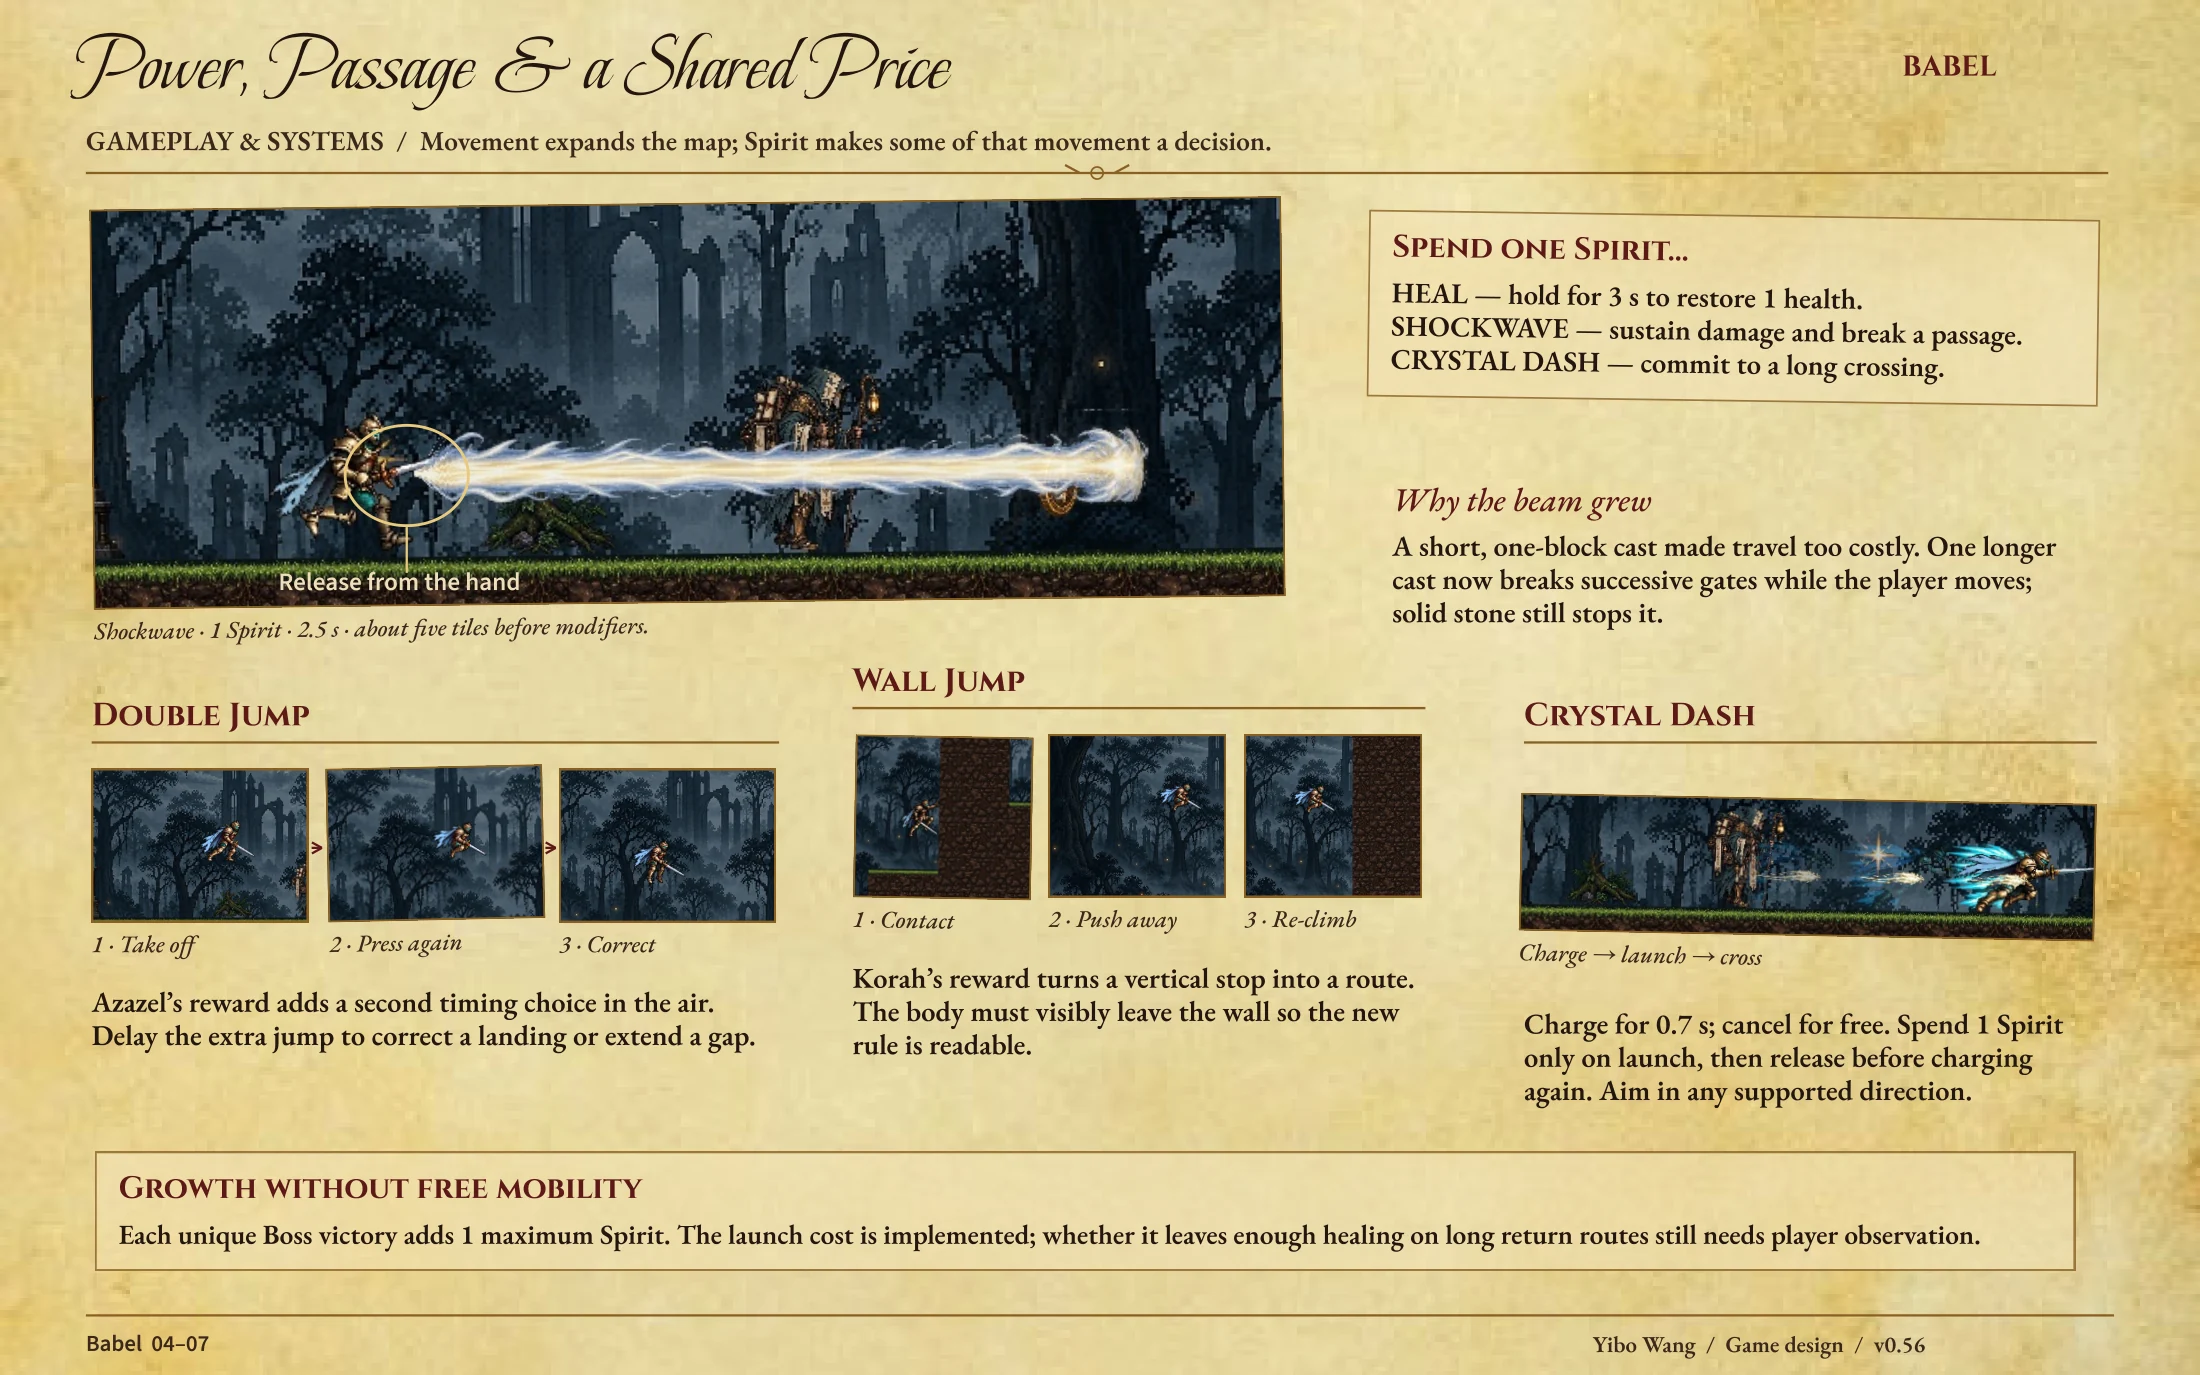 Power, Passage & a Shared Price
BABEL
GAMEPLAY & SYSTEMS / Movement expands the map; Spirit makes some of that movement a decision.
Release from the hand
Shockwave · 1 Spirit · 2.5 s · about five tiles before modifiers.
SPEND ONE SPIRIT...
HEAL — hold for 3 s to restore 1 health.
SHOCKWAVE — sustain damage and break a passage.
CRYSTAL DASH — commit to a long crossing.
Why the beam grew
A short, one-block cast made travel too costly. One longer
cast now breaks successive gates while the player moves;
solid stone still stops it.
DOUBLE JUMP
1 · Take off
2 · Press again
3 · Correct
Azazel’s reward adds a second timing choice in the air.
Delay the extra jump to correct a landing or extend a gap.
WALL JUMP
1 · Contact
2 · Push away
3 · Re-climb
Korah’s reward turns a vertical stop into a route.
The body must visibly leave the wall so the new
rule is readable.
CRYSTAL DASH
Charge → launch → cross
Charge for 0.7 s; cancel for free. Spend 1 Spirit
only on launch, then release before charging
again. Aim in any supported direction.
GROWTH WITHOUT FREE MOBILITY
Each unique Boss victory adds 1 maximum Spirit. The launch cost is implemented; whether it leaves enough healing on long return routes still needs player observation.
Babel 04–07
Yibo Wang / Game design / v0.56